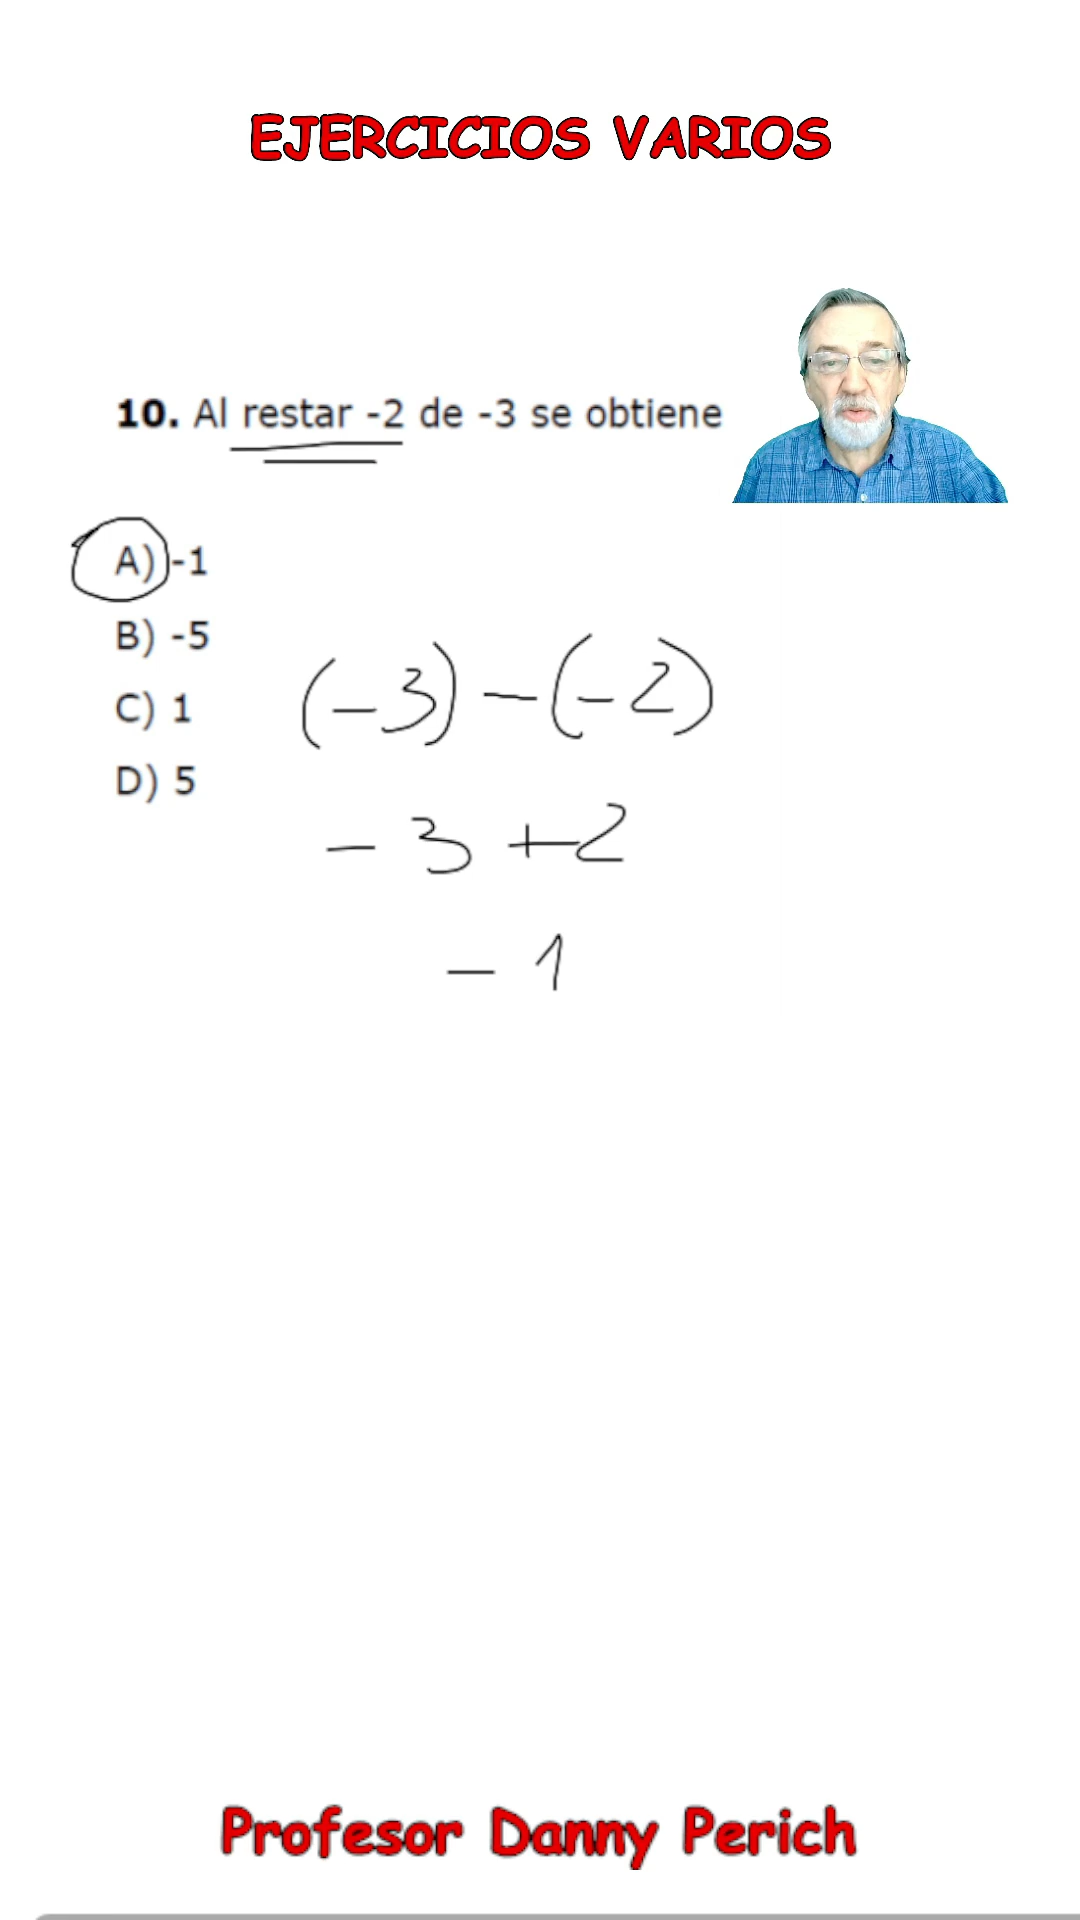 EJERCICIOS VARIOS
10. Al restar -2 de -3 se obtiene
A) -1
B) -5
C) 1
D) 5
(-3) - (-2)
- 3 + 2
- 1
Profesor Danny Perich